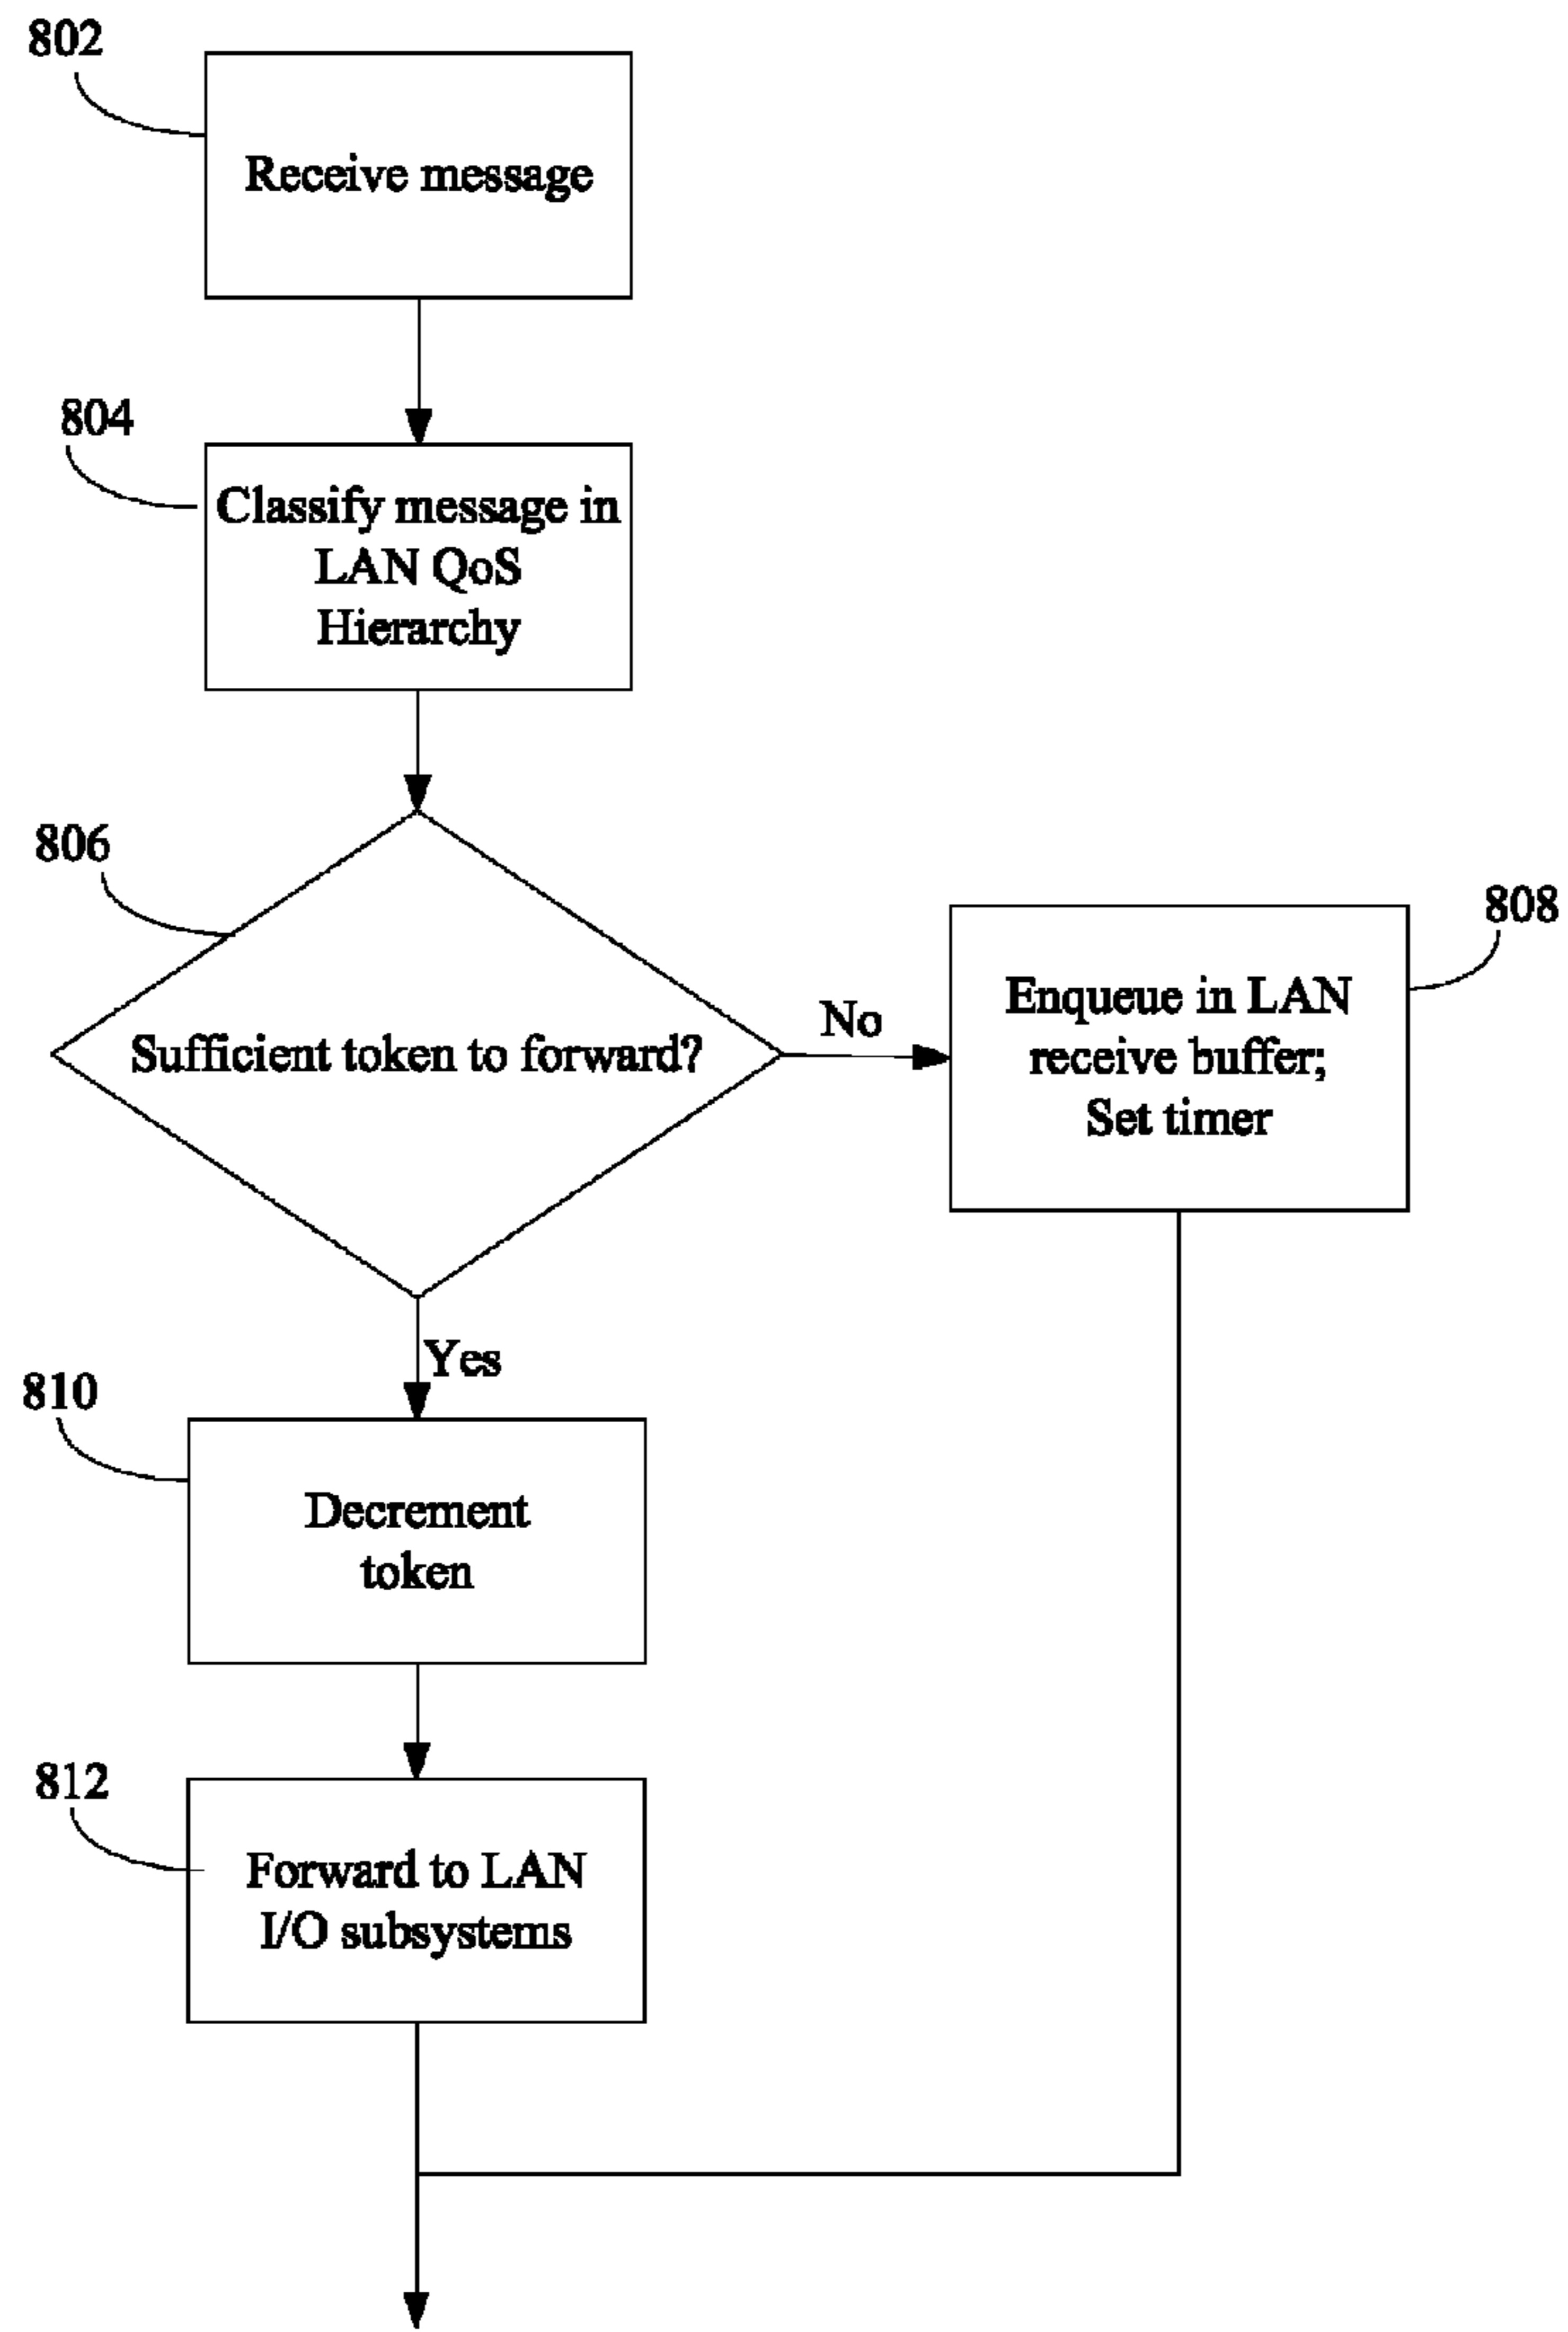 802
Receive message
804
Classify message in
LAN QoS
Hierarchy
806
Sufficient token to forward?
No
808
Enqueue in LAN
receive buffer;
Set timer
Yes
810
Decrement
token
812
Forward to LAN
I/O subsystems